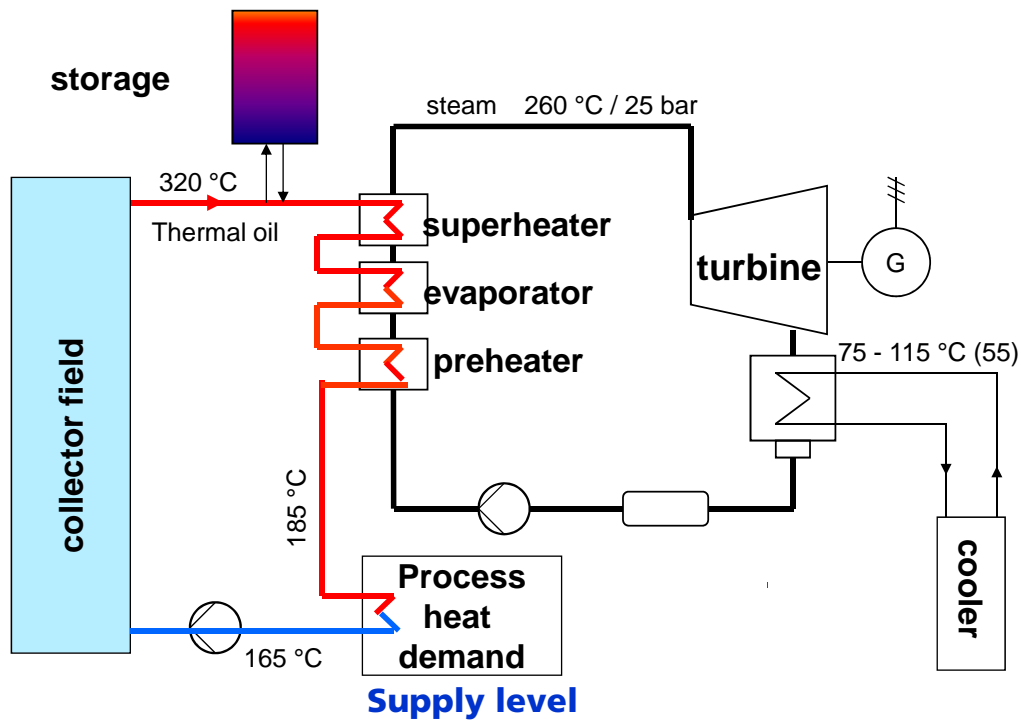 storage
steam 260 °C / 25 bar
320 °C
Thermal oil
superheater
turbine
G
evaporator
preheater
75 - 115 °C (55)
collector field
185 °C
cooler
Process
heat
demand
165 °C
Supply level